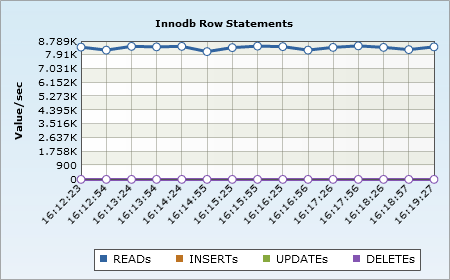 Innodb Row Statements
Value/sec
8.789K
7.91K
7.031K
6.152K
5.273K
4.395K
3.516K
2.637K
1.758K
900
0
16:12:23
16:12:54
16:13:24
16:13:54
16:14:24
16:14:55
16:15:25
16:15:55
16:16:25
16:16:56
16:17:26
16:17:56
16:18:26
16:18:57
16:19:27
READs INSERTs UPDATEs DELETEs